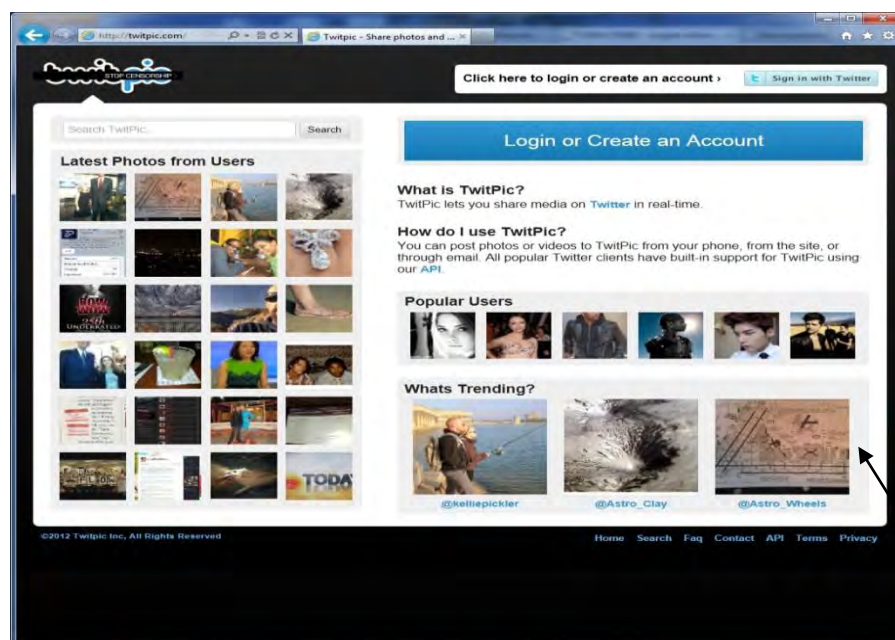 http://twitpic.com/
Twitpic - Share photos and ...
twitpic
STOP CENSORSHIP
Click here to login or create an account ›
Sign in with Twitter
Search TwitPic...
Search
Latest Photos from Users
UNDERRATED
TODAY
Login or Create an Account
What is TwitPic?
TwitPic lets you share media on Twitter in real-time.
How do I use TwitPic?
You can post photos or videos to TwitPic from your phone, from the site, or
through email. All popular Twitter clients have built-in support for TwitPic using
our API.
Popular Users
Whats Trending?
@kelliepickler
@Astro_Clay
@Astro_Wheels
©2012 Twitpic Inc, All Rights Reserved
Home Search Faq Contact API Terms Privacy